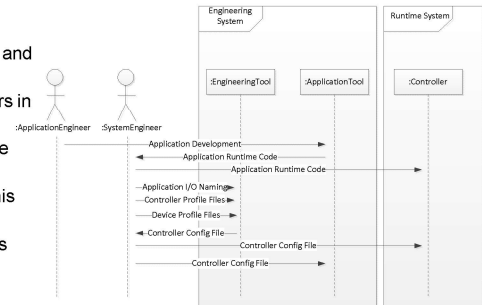 Engineering
System
Runtime System
and
rs in
e
his
s
:EngineeringTool
:ApplicationTool
:Controller
:ApplicationEngineer
:SystemEngineer
Application Development
Application Runtime Code
Application Runtime Code
Application I/O Naming
Controller Profile Files
Device Profile Files
Controller Config File
Controller Config File
Controller Config File